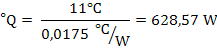 °Q = 11°C / 0,0175 °C/W = 628,57 W